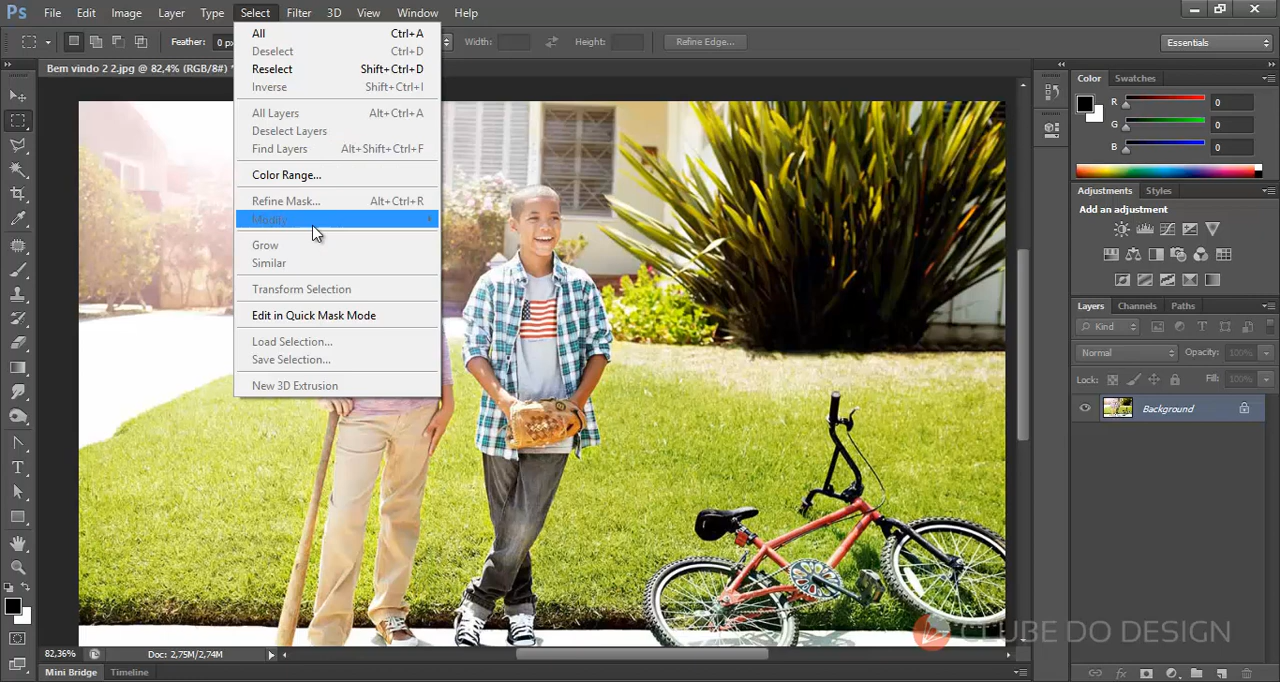 Ps File Edit Image Layer Type Select Filter 3D View Window Help
Feather: 0 px Width: Height: Refine Edge... Essentials
Bem vindo 2 2.jpg @ 82,4% (RGB/8#) *
All Ctrl+A
Deselect Ctrl+D
Reselect Shift+Ctrl+D
Inverse Shift+Ctrl+I
All Layers Alt+Ctrl+A
Deselect Layers
Find Layers Alt+Shift+Ctrl+F
Color Range...
Refine Mask... Alt+Ctrl+R
Modify
Grow
Similar
Transform Selection
Edit in Quick Mask Mode
Load Selection...
Save Selection...
New 3D Extrusion
Color Swatches
R 0
G 0
B 0
Adjustments Styles
Add an adjustment
Layers Channels Paths
Kind
Normal Opacity: 100%
Lock: Fill: 100%
Background
CLUBE DO DESIGN
82,36% Doc: 2,75M/2,74M
Mini Bridge Timeline